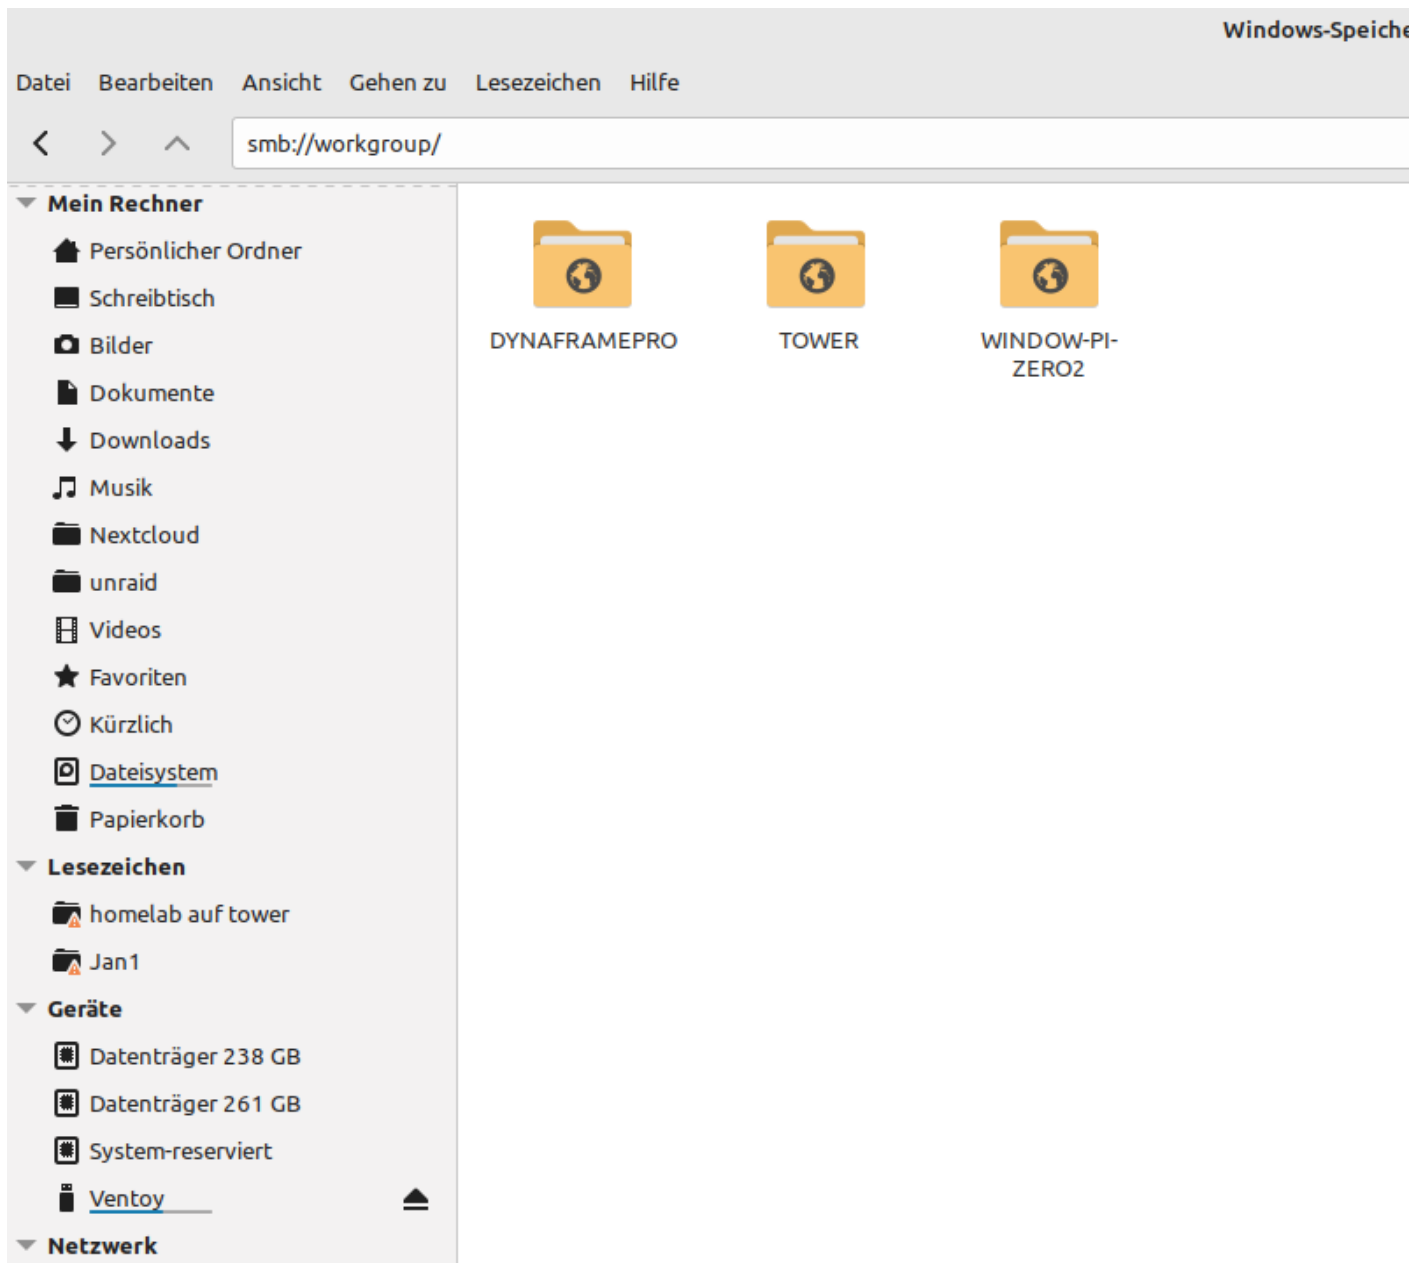 Windows-Speiche
Datei Bearbeiten Ansicht Gehen zu Lesezeichen Hilfe
smb://workgroup/
Mein Rechner
Persönlicher Ordner
Schreibtisch
Bilder
Dokumente
Downloads
Musik
Nextcloud
unraid
Videos
Favoriten
Kürzlich
Dateisystem
Papierkorb
Lesezeichen
homelab auf tower
Jan1
Geräte
Datenträger 238 GB
Datenträger 261 GB
System-reserviert
Ventoy
Netzwerk
DYNAFRAMEPRO
TOWER
WINDOW-PI-
ZERO2